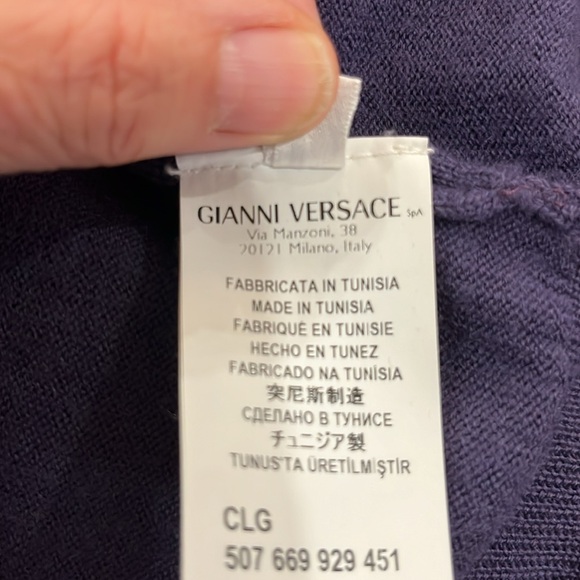 GIANNI VERSACE SpA
Via Manzoni, 38
20121 Milano, Italy
FABBRICATA IN TUNISIA
MADE IN TUNISIA
FABRIQUÉ EN TUNISIE
HECHO EN TUNEZ
FABRICADO NA TUNÍSIA
突尼斯制造
СДЕЛАНО В ТУНИСЕ
チュニジア製
TUNUS'TA ÜRETİLMİŞTİR
CLG
507 669 929 451